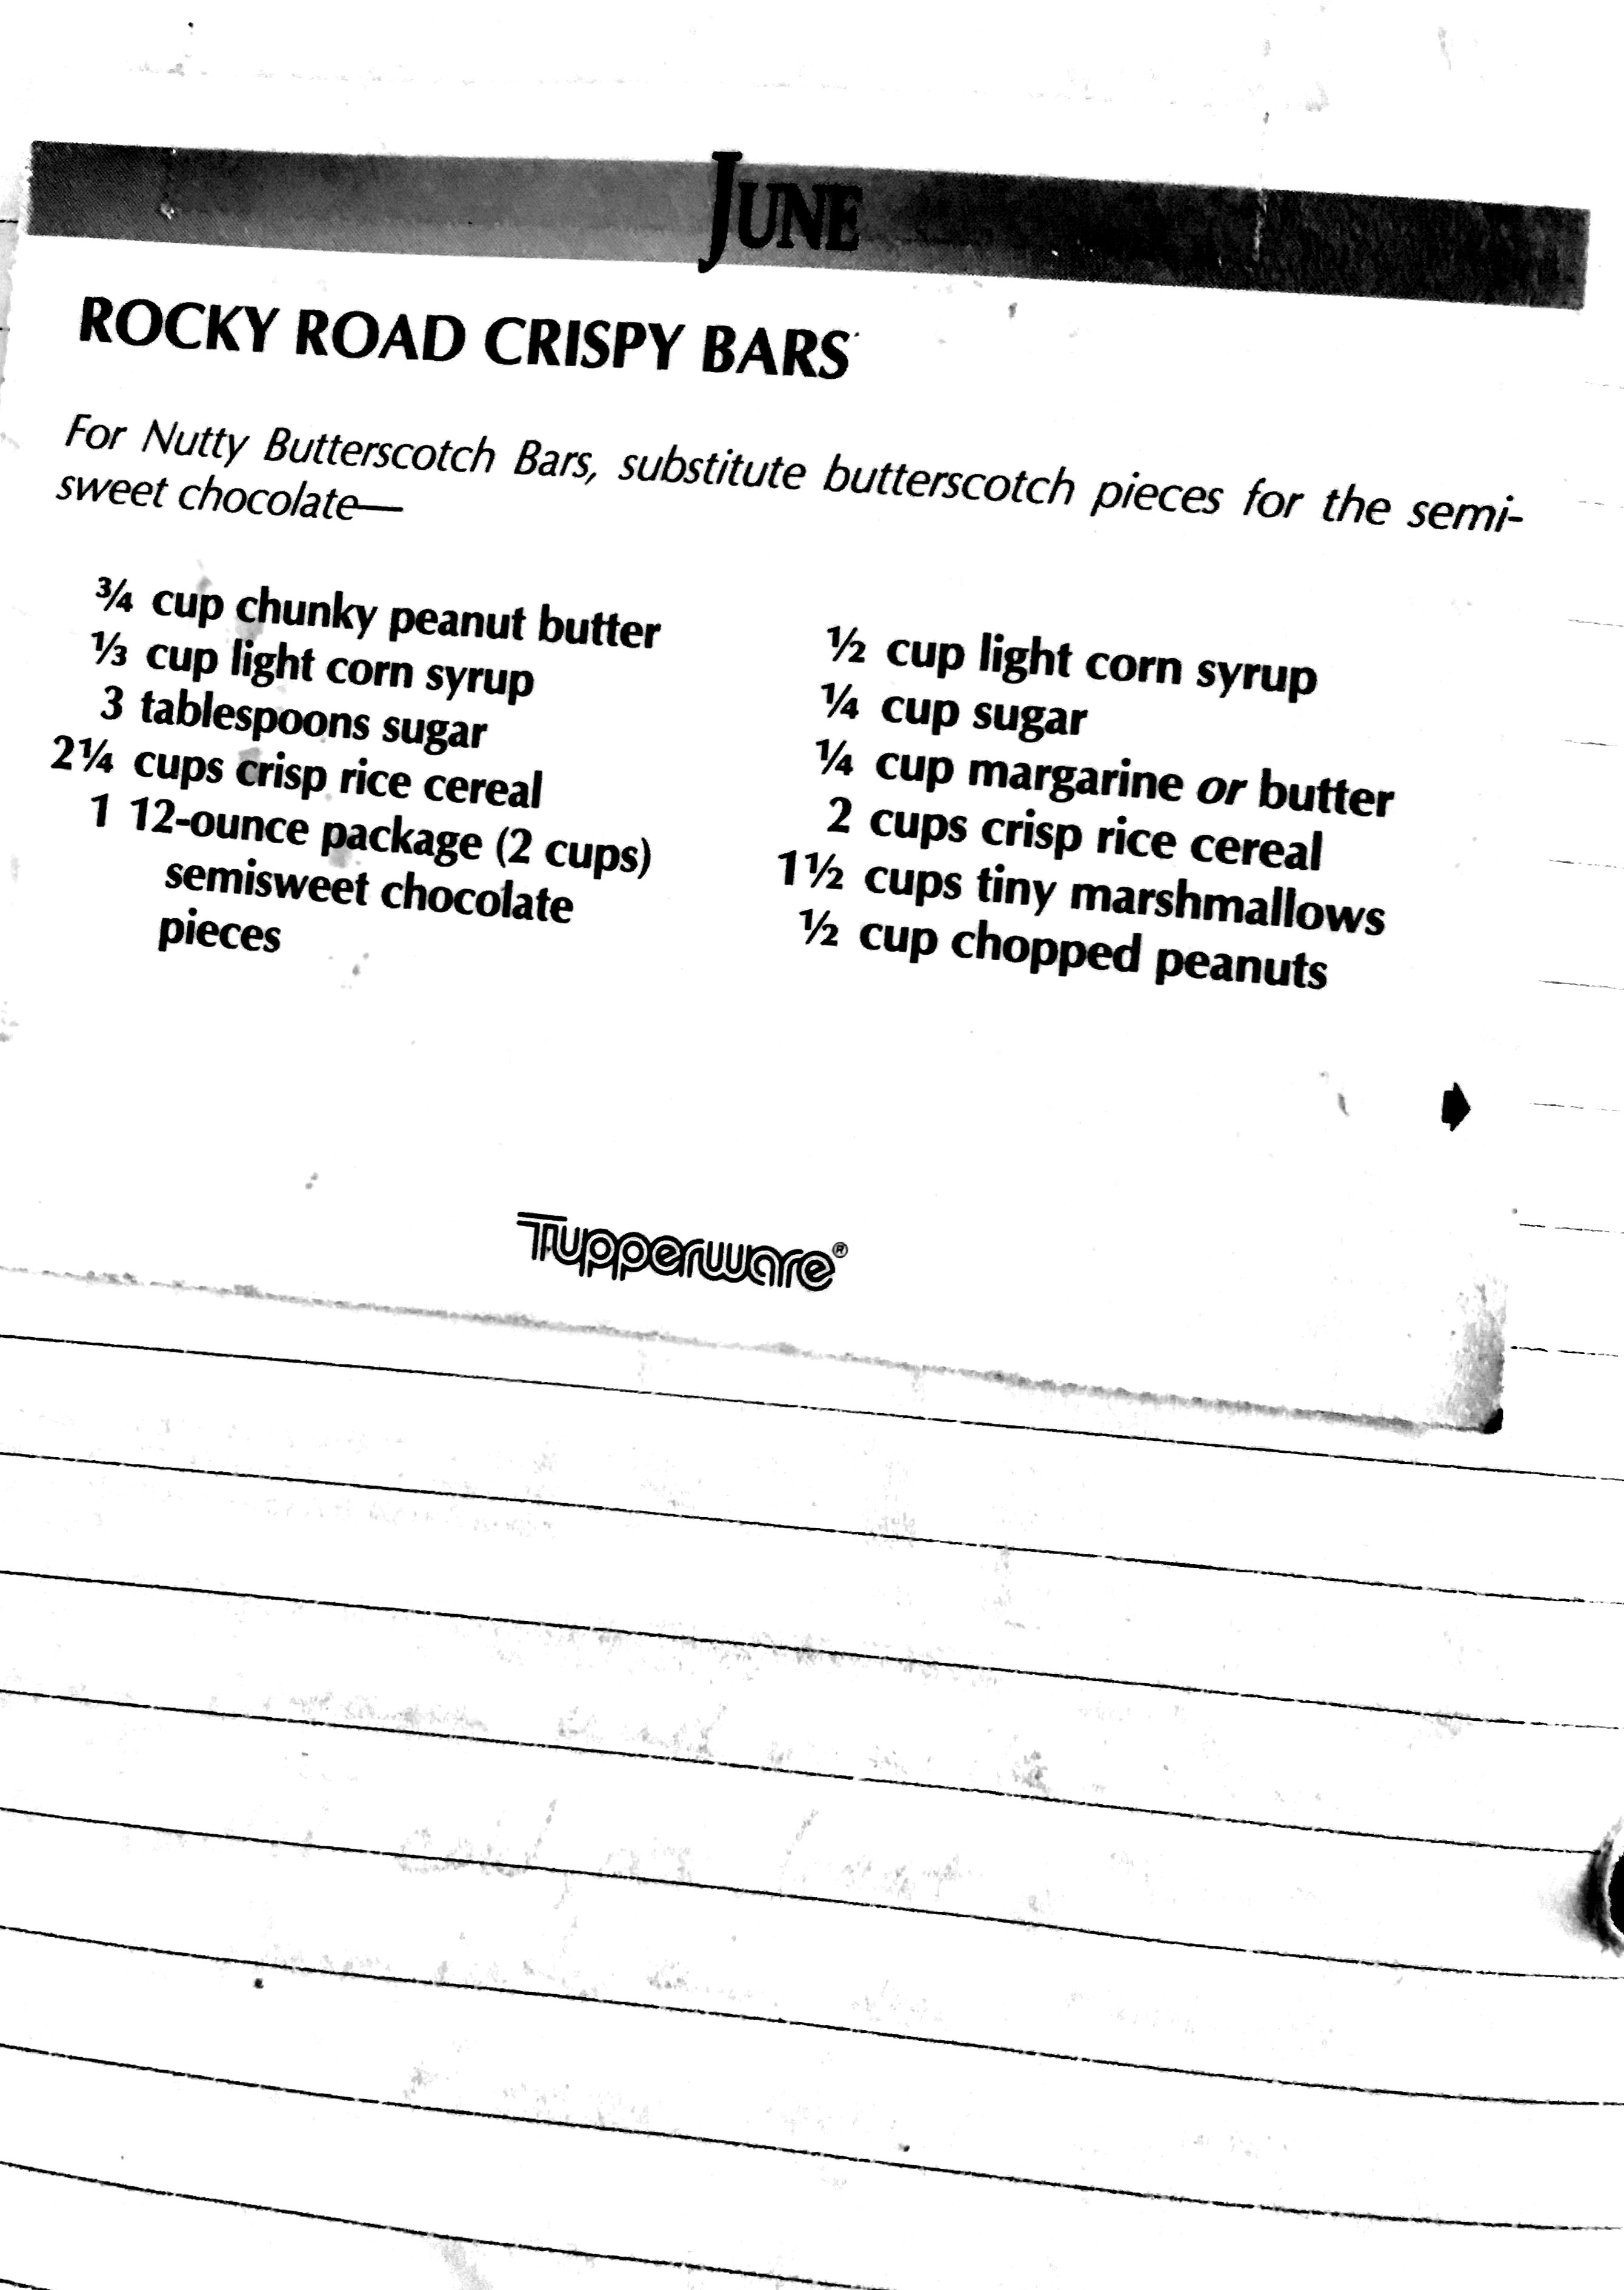 JUNE
ROCKY ROAD CRISPY BARS
For Nutty Butterscotch Bars, substitute butterscotch pieces for the semi-
sweet chocolate—
¾ cup chunky peanut butter
⅓ cup light corn syrup
3 tablespoons sugar
2¼ cups crisp rice cereal
1 12-ounce package (2 cups)
semisweet chocolate
pieces
½ cup light corn syrup
¼ cup sugar
¼ cup margarine or butter
2 cups crisp rice cereal
1½ cups tiny marshmallows
½ cup chopped peanuts
Tupperware®